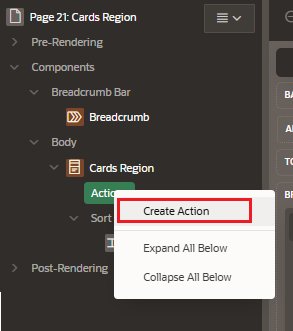 Page 21: Cards Region
Pre-Rendering
Components
Breadcrumb Bar
Breadcrumb
Body
Cards Region
Action
Create Action
Sort
Expand All Below
Collapse All Below
Post-Rendering
BA
TO
BR